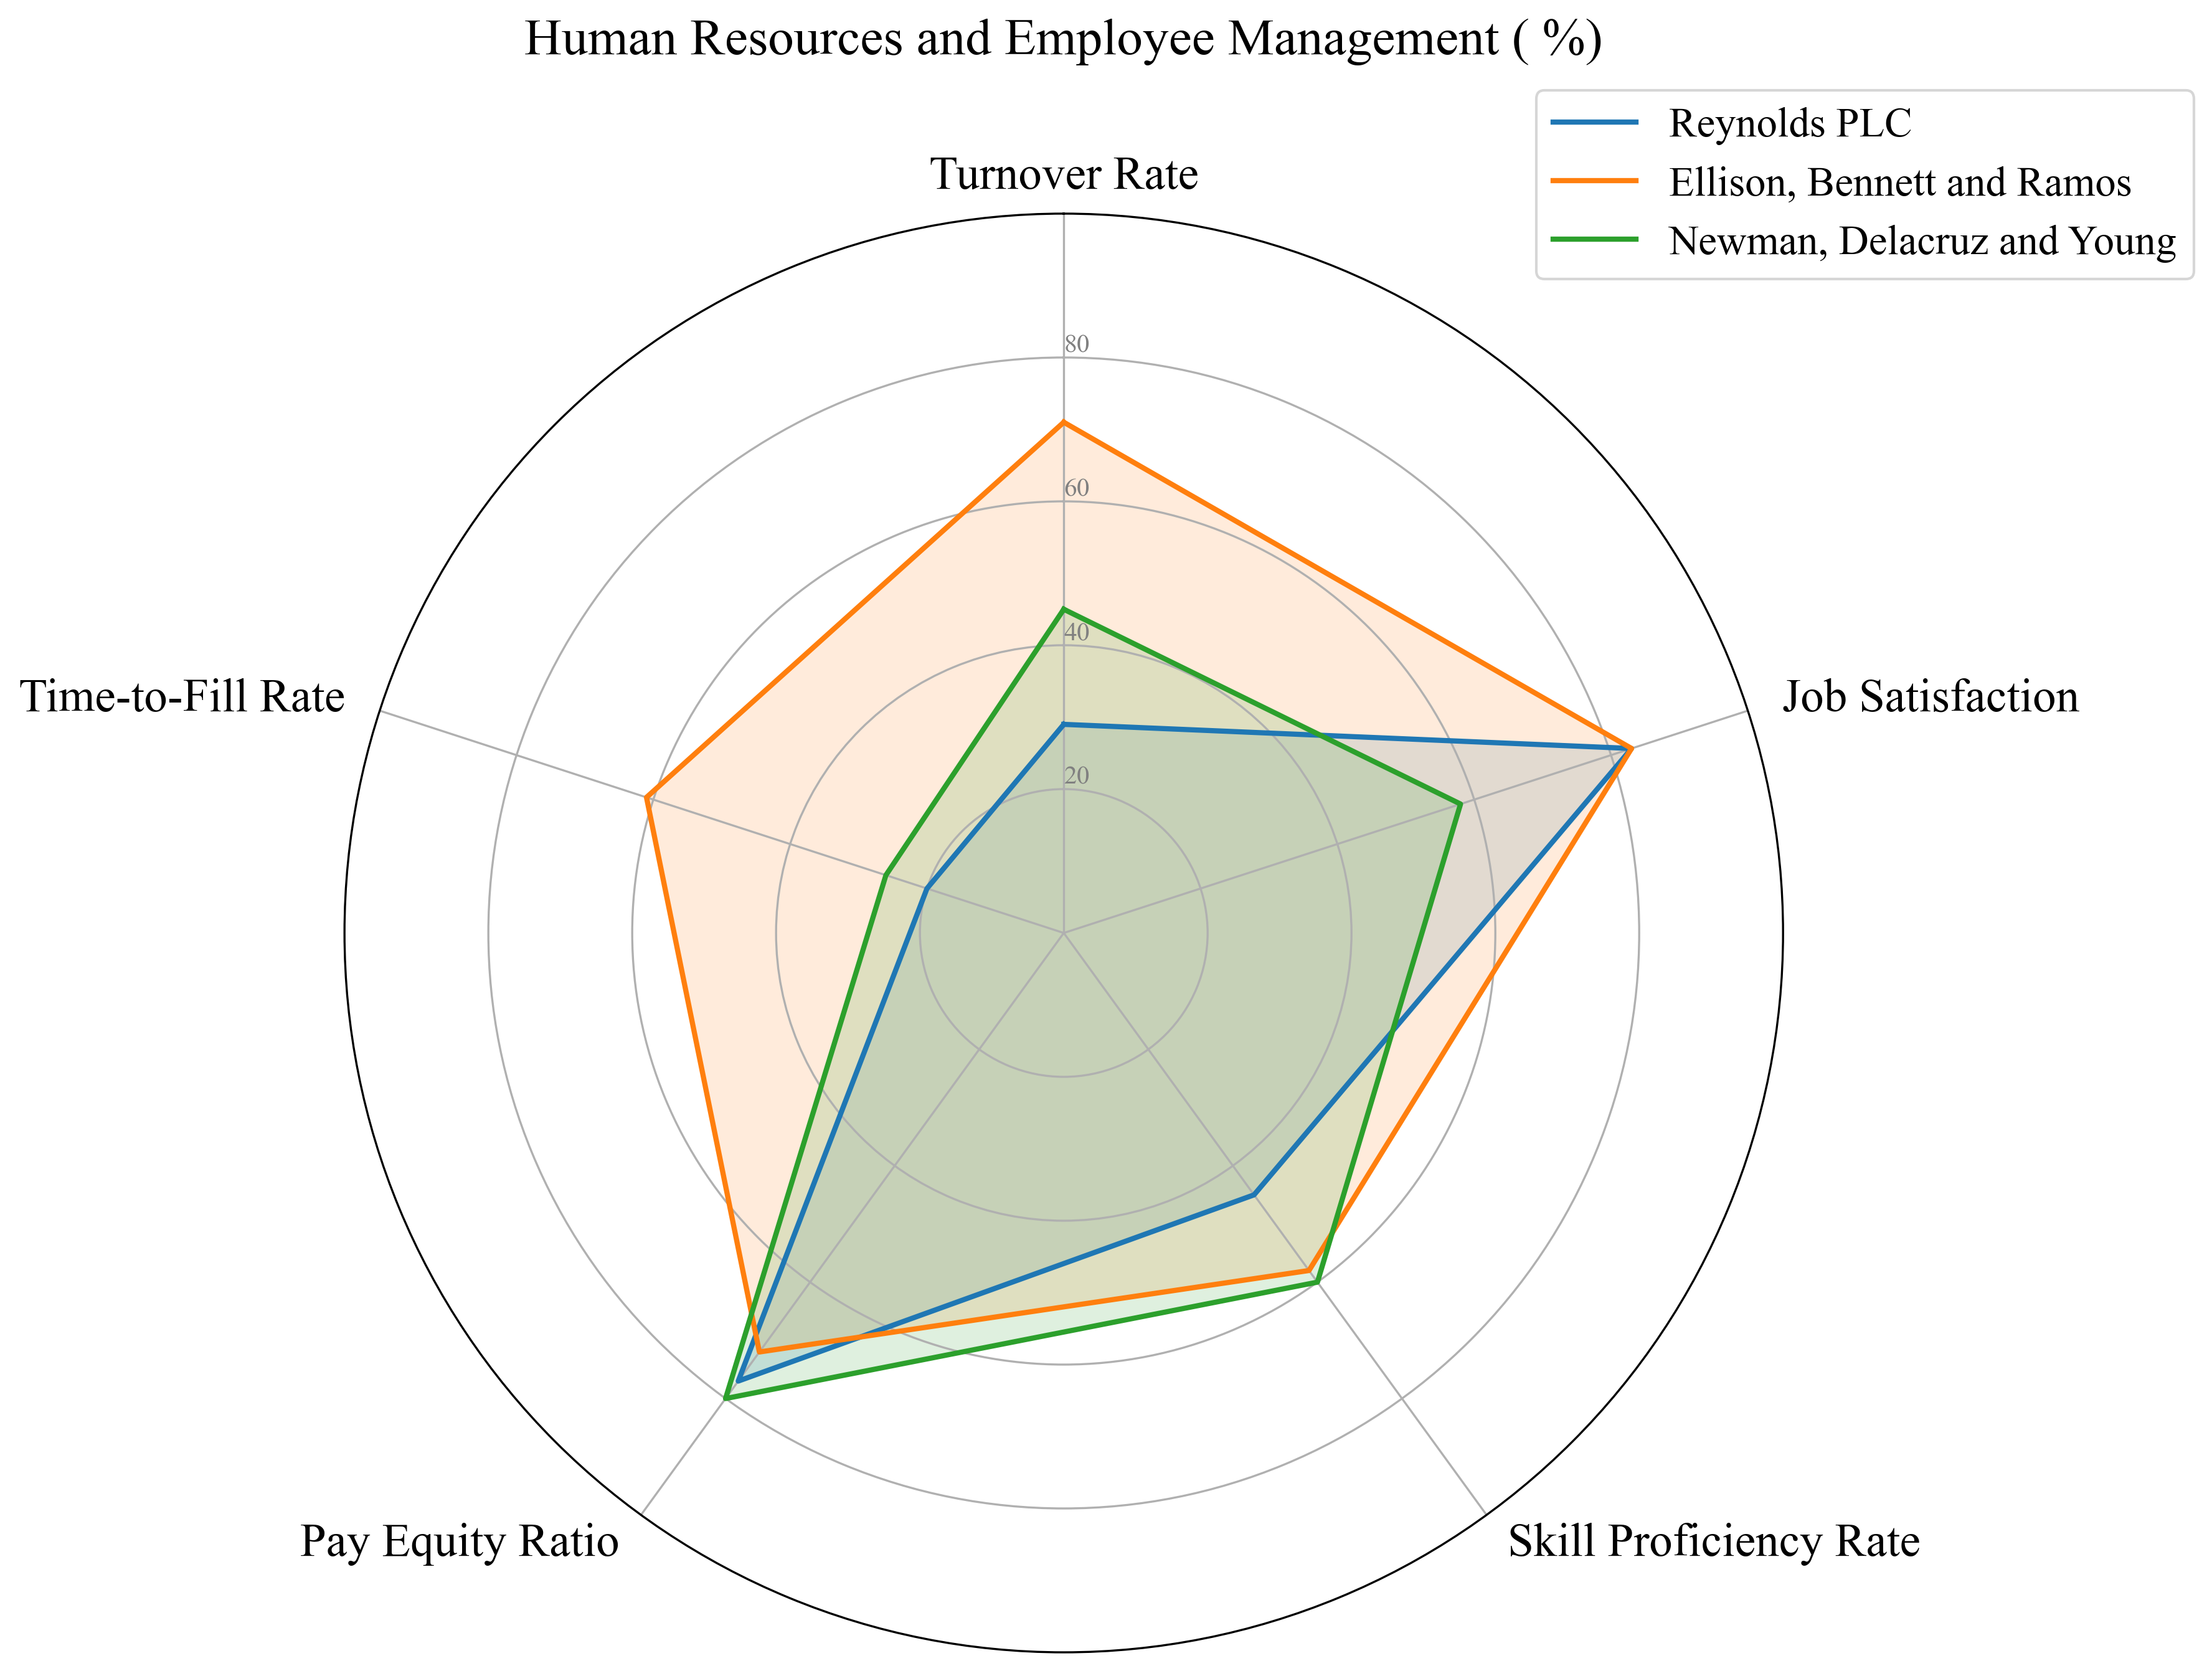 Human Resources and Employee Management ( %)
Reynolds PLC
Ellison, Bennett and Ramos
Newman, Delacruz and Young
Turnover Rate
80
60
40
20
Time-to-Fill Rate
Job Satisfaction
Pay Equity Ratio
Skill Proficiency Rate